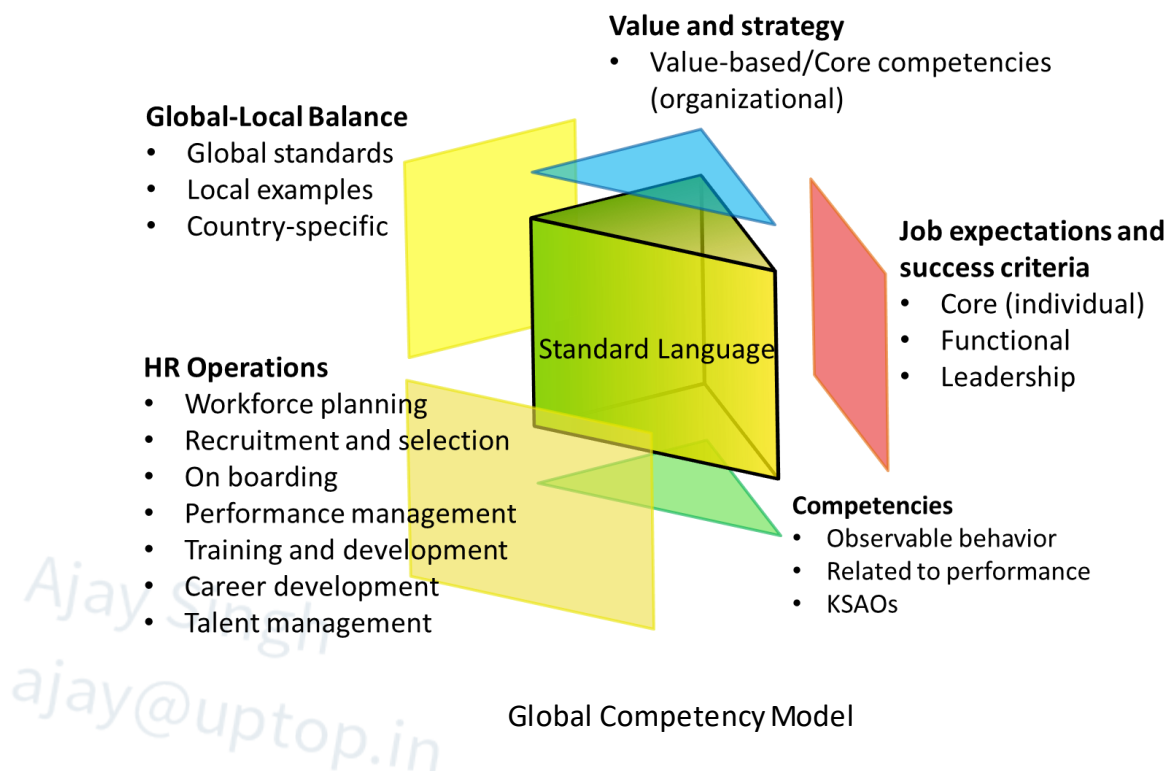 Value and strategy
• Value-based/Core competencies
(organizational)
Global-Local Balance
• Global standards
• Local examples
• Country-specific
Job expectations and
success criteria
• Core (individual)
• Functional
• Leadership
Standard Language
HR Operations
• Workforce planning
• Recruitment and selection
• On boarding
• Performance management
• Training and development
• Career development
• Talent management
Competencies
• Observable behavior
• Related to performance
• KSAOs
Ajay Singh
ajay@uptop.in
Global Competency Model